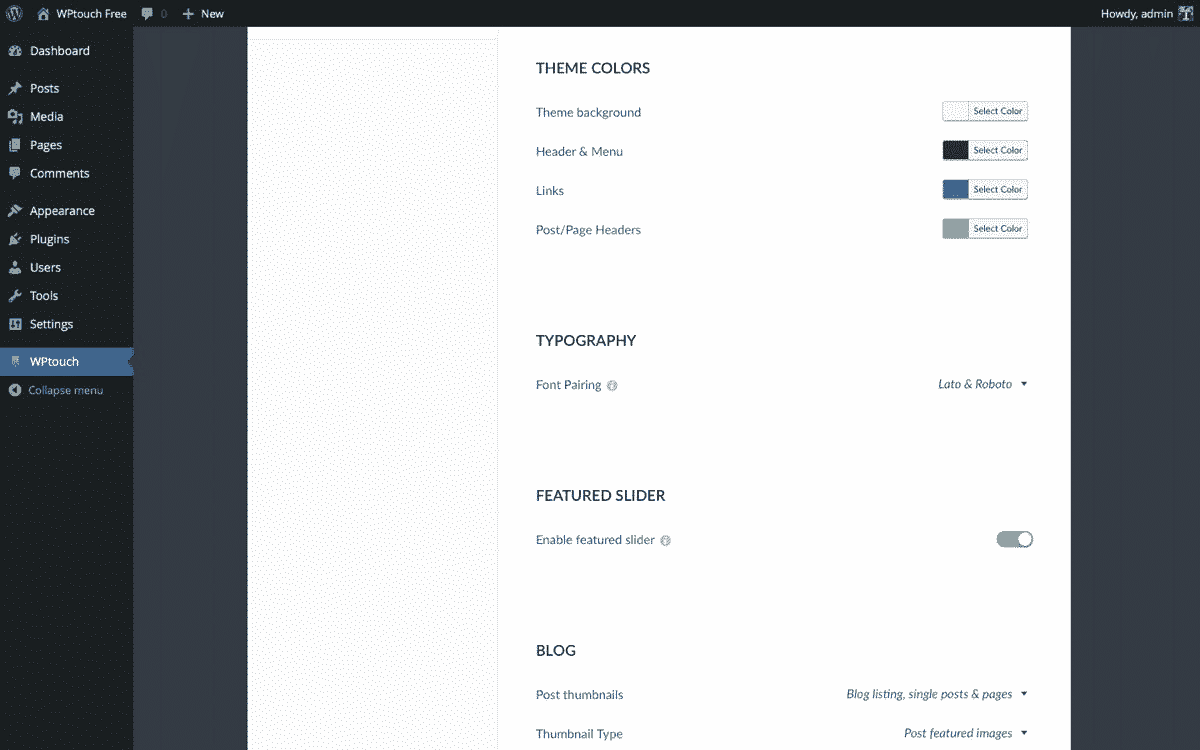 WPtouch Free 0 + New Howdy, admin
Dashboard
Posts
Media
Pages
Comments
Appearance
Plugins
Users
Tools
Settings
WPtouch
Collapse menu
THEME COLORS
Theme background Select Color
Header & Menu Select Color
Links Select Color
Post/Page Headers Select Color
TYPOGRAPHY
Font Pairing Lato & Roboto
FEATURED SLIDER
Enable featured slider
BLOG
Post thumbnails Blog listing, single posts & pages
Thumbnail Type Post featured images